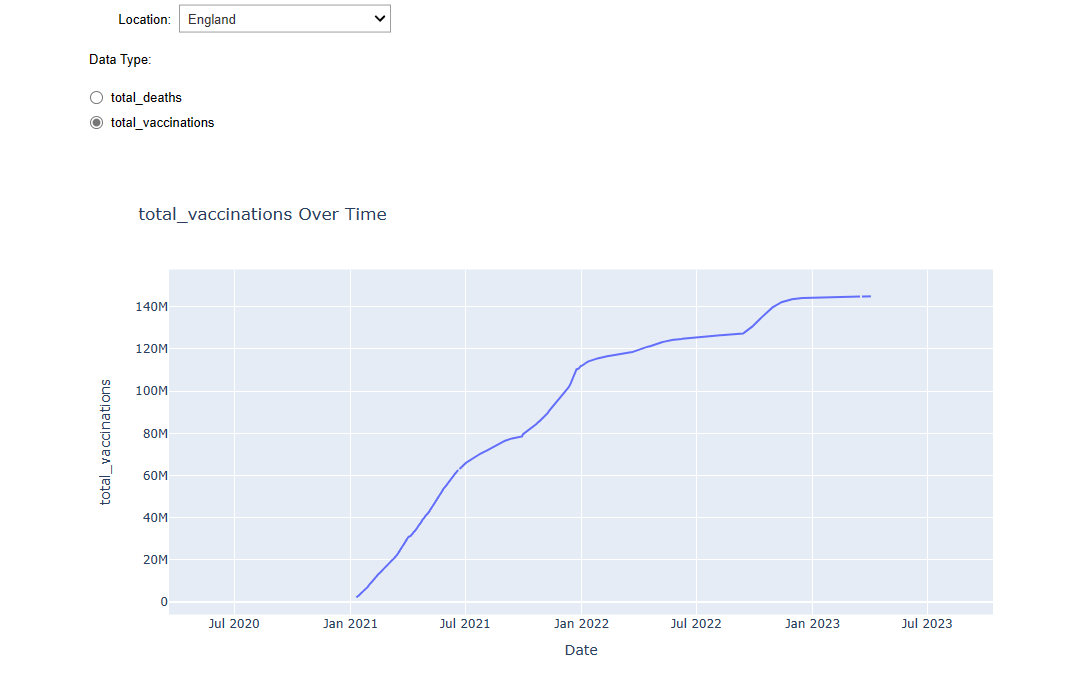 Location: England
Data Type:
total_deaths
total_vaccinations
total_vaccinations Over Time
140M
120M
100M
80M
60M
40M
20M
0
total_vaccinations
Jul 2020 Jan 2021 Jul 2021 Jan 2022 Jul 2022 Jan 2023 Jul 2023
Date